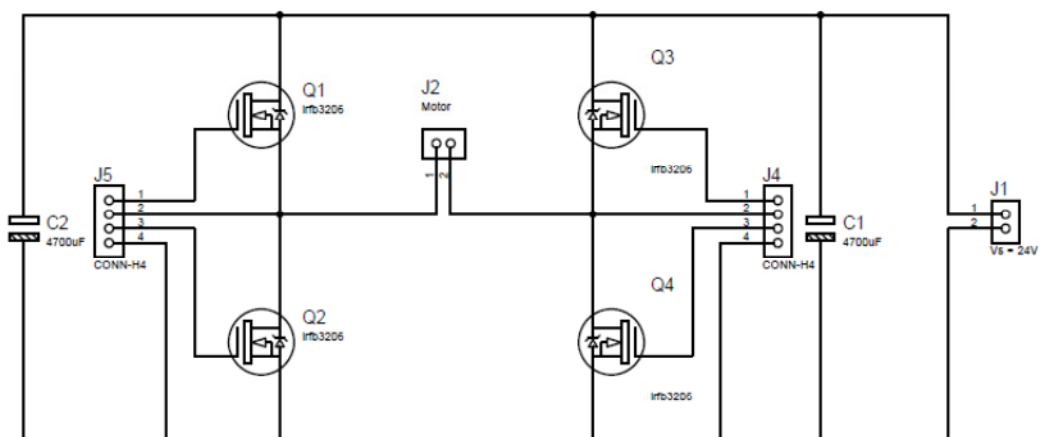 Q1
Irfb3206
J2
Motor
1
2
Q3
Irfb3206
J5
1
2
3
4
CONN-H4
C2
4700uF
J4
1
2
3
4
CONN-H4
C1
4700uF
J1
1
2
Vs = 24V
Q2
Irfb3206
Q4
Irfb3206